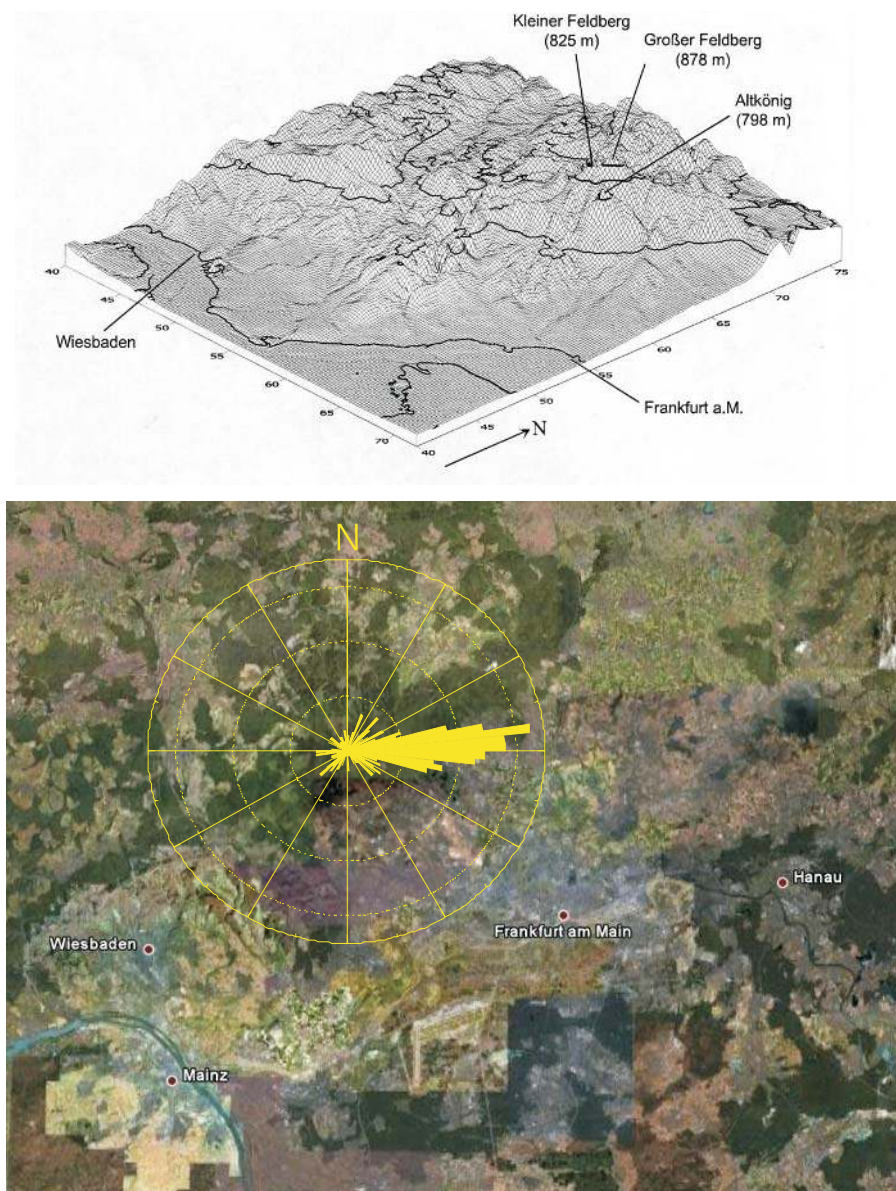 Kleiner Feldberg
(825 m)
Großer Feldberg
(878 m)
Altkönig
(798 m)
40
45
50
55
60
65
70
40
45
50
55
60
65
70
75
Wiesbaden
Frankfurt a.M.
N
N
Hanau
Frankfurt am Main
Wiesbaden
Mainz